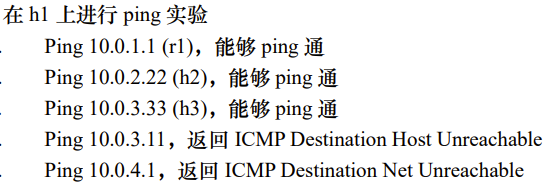 在 h1 上进行 ping 实验
. Ping 10.0.1.1 (r1)，能够 ping 通
. Ping 10.0.2.22 (h2)，能够 ping 通
. Ping 10.0.3.33 (h3)，能够 ping 通
. Ping 10.0.3.11，返回 ICMP Destination Host Unreachable
. Ping 10.0.4.1，返回 ICMP Destination Net Unreachable